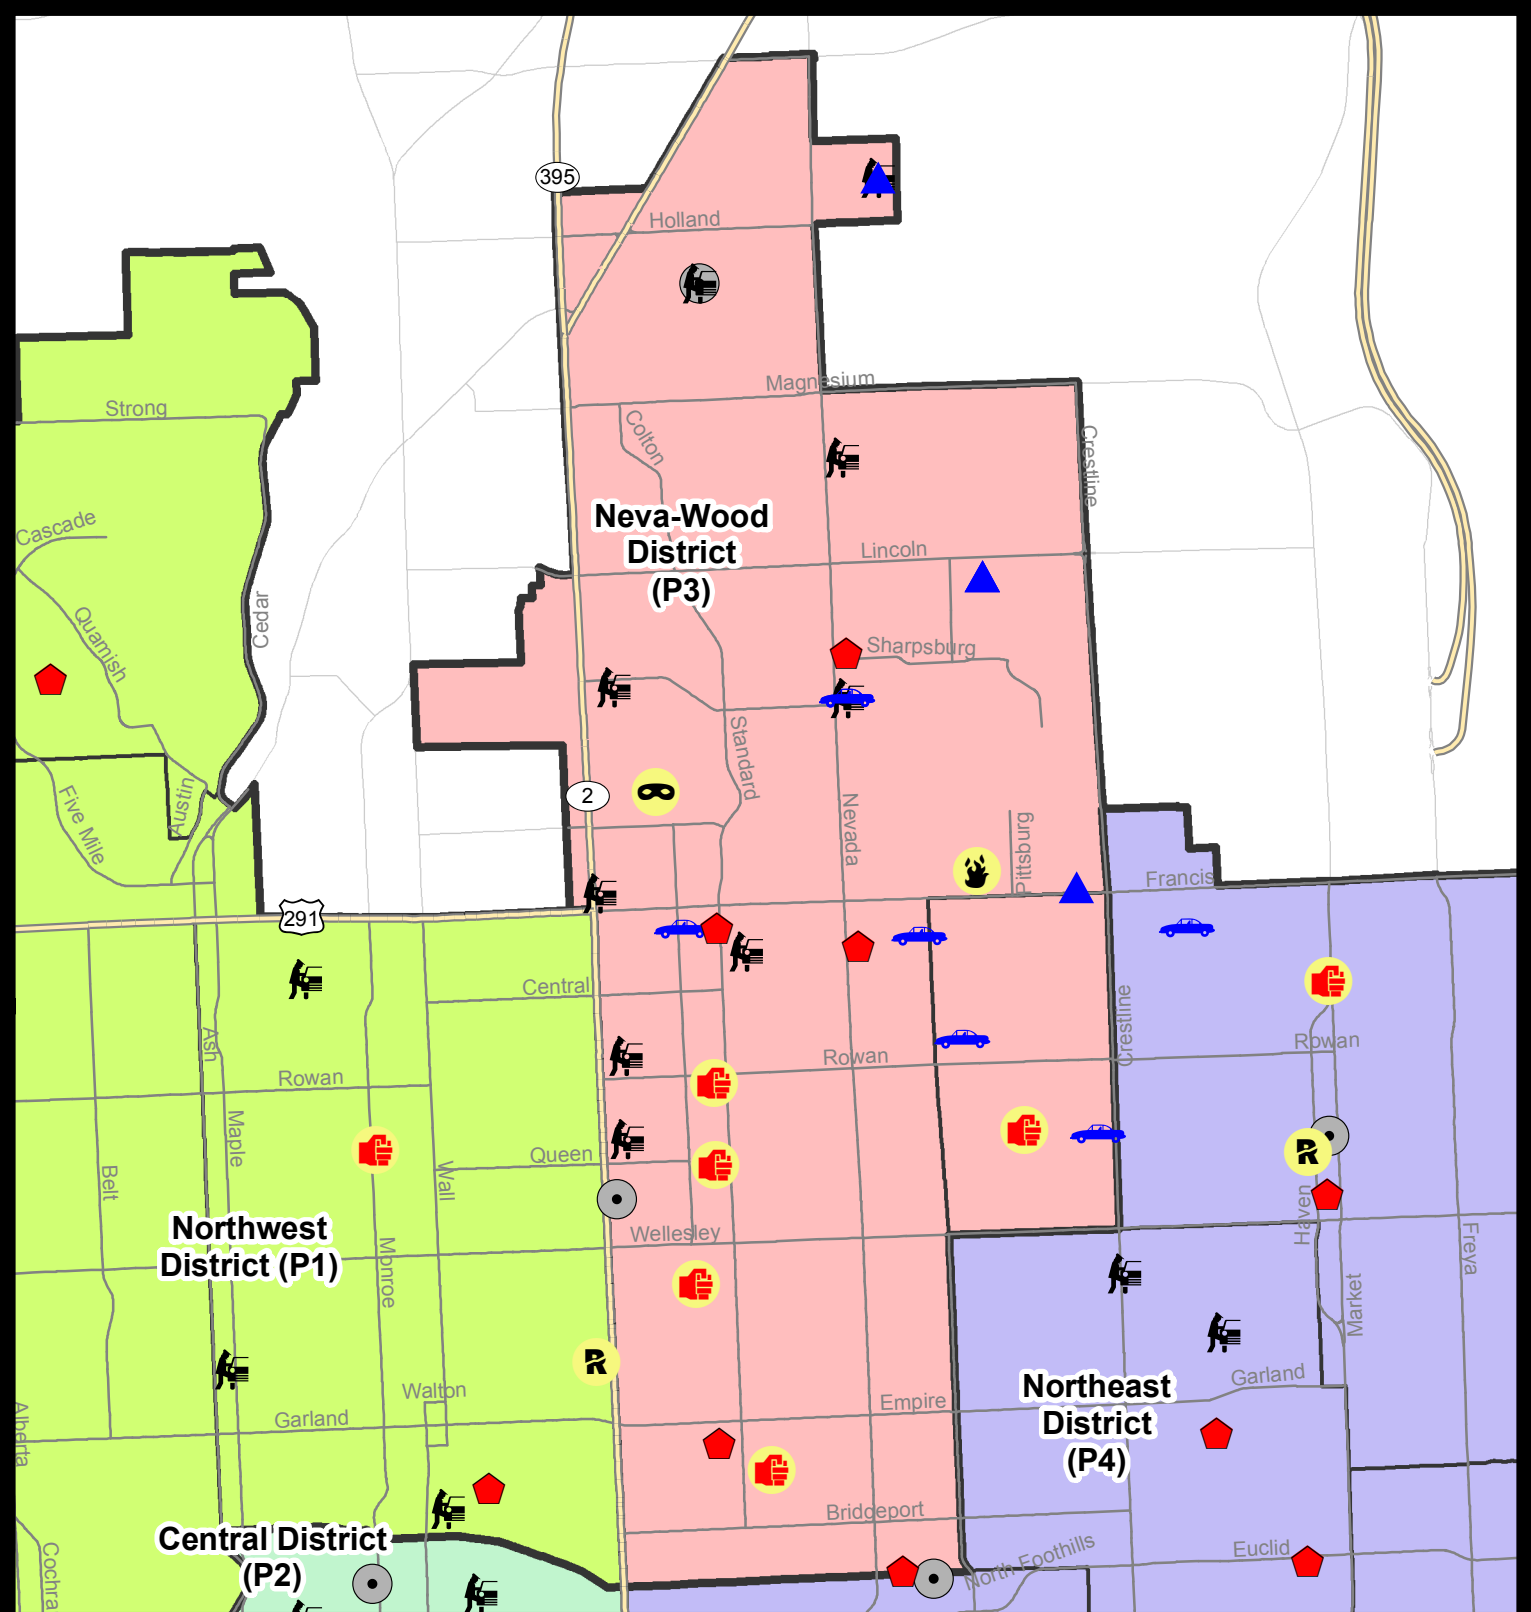 395
Holland
Magnesium
Strong
Colton
Crestline
Neva-Wood
District
(P3)
Cascade
Lincoln
Cedar
Quamish
Sharpsburg
Standard
2
Nevada
Austin
Five Mile
Pittsburg
Francis
291
Central
Ash
Crestline
Rowan
Rowan
Rowan
Maple
Queen
Belt
Wall
Haven
Northwest
District (P1)
Wellesley
Freya
Monroe
Market
R
R
Walton
Garland
Empire
Garland
Northeast
District
(P4)
Alberta
Bridgeport
Central District
(P2)
Cochra
North Foothills
Euclid